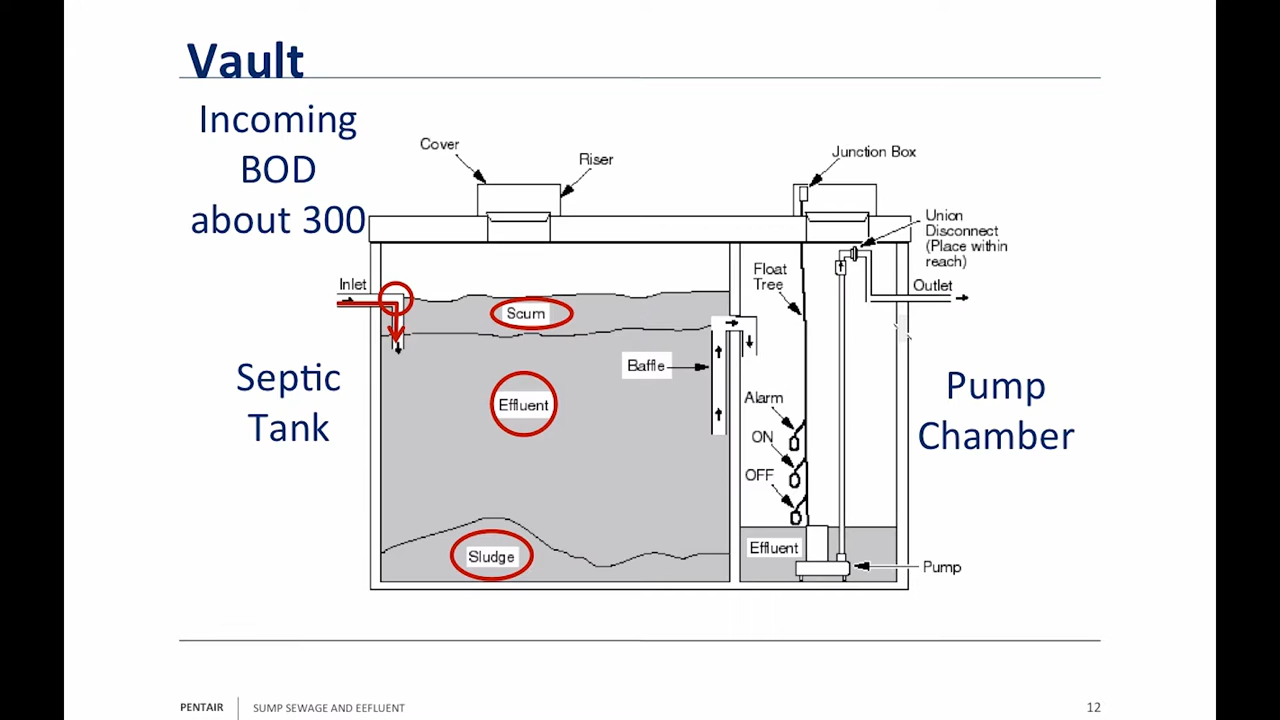 Vault
Incoming
BOD
about 300
Cover
Riser
Junction Box
Union
Disconnect
(Place within
reach)
Float
Tree
Inlet
Outlet
Scum
Baffle
Septic
Tank
Effluent
Alarm
ON
OFF
Pump
Chamber
Sludge
Effluent
Pump
PENTAIR
SUMP SEWAGE AND EEFLUENT
12